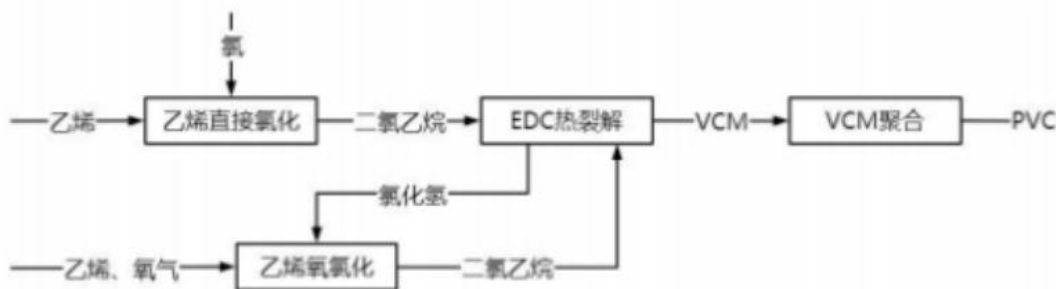 氯
乙烯
乙烯直接氯化
二氯乙烷
EDC热裂解
VCM
VCM聚合
PVC
氯化氢
乙烯、氧气
乙烯氧氯化
二氯乙烷